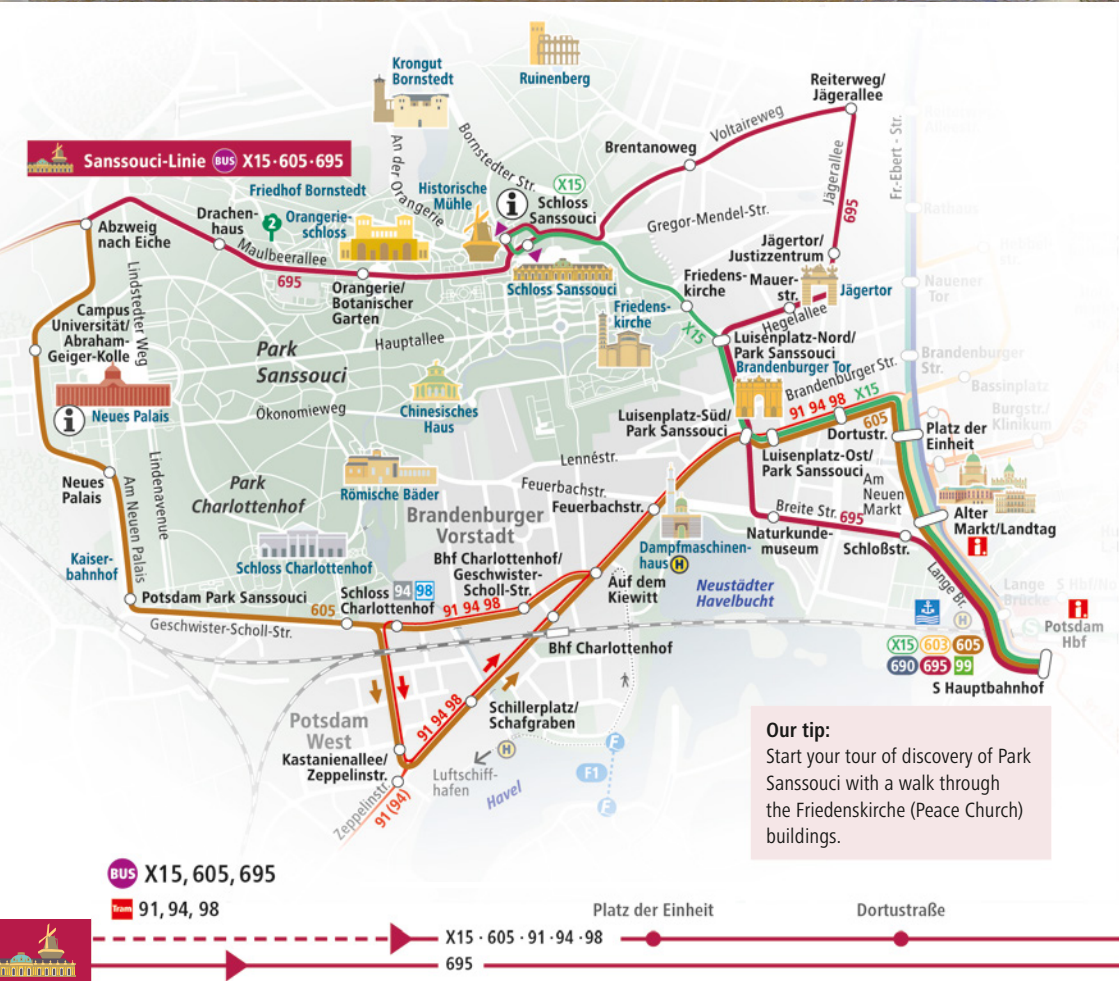 Krongut
Bornstedt
Ruinenberg
Reiterweg/
Jägerallee
Fr.-Ebert - Str.
Voltaireweg
Brentanoweg
Jägerallee
695
Sanssouci-Linie BUS X15·605·695
An der Orangerie
Bornstedter Str.
Friedhof Bornstedt
Historische
Mühle
i
X15
Schloss
Sanssouci
Gregor-Mendel-Str.
Rathaus
Abzweig
nach Eiche
Drachen-
haus
2
Orangerie-
schloss
Maulbeerallee
695
Orangerie/
Botanischer
Garten
Schloss Sanssouci
Jägertor/
Justizzentrum
Friedens-
kirche
Mauer-
str.
Jägertor
Hegelallee
Nauener
Tor
Lindstedter Weg
Campus
Universität/
Abraham-
Geiger-Kolle
Friedens-
kirche
X15
Hauptallee
Park
Sanssouci
Luisenplatz-Nord/
Park Sanssouci
Brandenburger Tor
Brandenburger
Str.
Brandenburger Str.
Bassinplatz
i
Neues Palais
Ökonomieweg
Chinesisches
Haus
91 94 98
X15
605
Luisenplatz-Süd/
Park Sanssouci
Dortustr.
Burgstr./
Klinikum
Platz der
Einheit
Luisenplatz-Ost/
Park Sanssouci
Lennéstr.
Neues
Palais
Lindenavenue
Am Neuen Palais
Park
Charlottenhof
Römische Bäder
Feuerbachstr.
Feuerbachstr.
Am
Neuen
Markt
Alter
Markt/Landtag
i
Brandenburger
Vorstadt
Breite Str.
695
Naturkunde-
museum
Schloßstr.
Kaiser-
bahnhof
Schloss Charlottenhof
Bhf Charlottenhof/
Geschwister-
Scholl-Str.
Dampfmaschinen-
haus
H
Neustädter
Havelbucht
Lange Br.
Lange
Brücke
Potsdam Park Sanssouci
605
Schloss
Charlottenhof
94
98
91 94 98
Auf dem
Kiewitt
Geschwister-Scholl-Str.
H
S
i
Potsdam
Hbf
Bhf Charlottenhof
X15 603 605
690 695 99
S Hauptbahnhof
91 94 98
Schillerplatz/
Schafgraben
Potsdam
West
Kastanienallee/
Zeppelinstr.
H
Luftschiff-
hafen
Havel
F
F1
F
Zeppelinstr.
91 (94)
Our tip:
Start your tour of discovery of Park
Sanssouci with a walk through
the Friedenskirche (Peace Church)
buildings.
BUS X15, 605, 695
Tram 91, 94, 98
Platz der Einheit
Dortustraße
X15 · 605 · 91 · 94 · 98
695